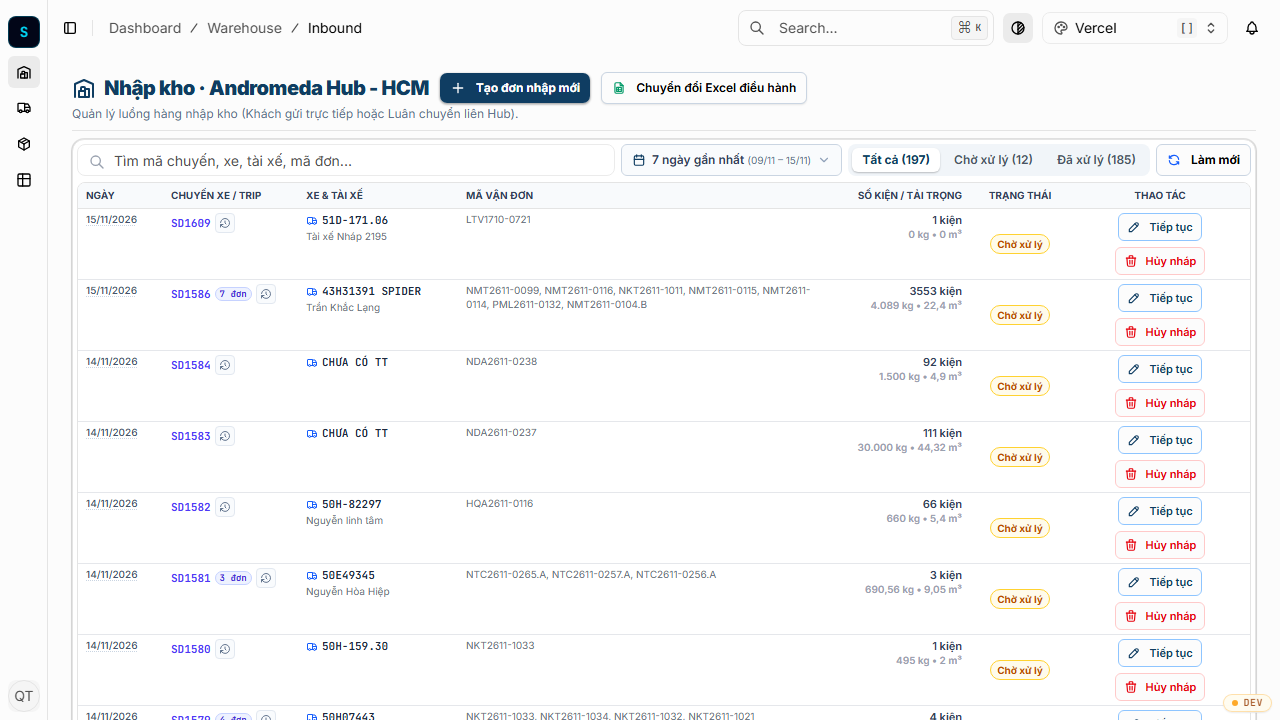 S
Dashboard / Warehouse / Inbound
Search...
⌘ K
Vercel
[ ]
Nhập kho · Andromeda Hub - HCM
Tạo đơn nhập mới
Chuyển đổi Excel điều hành
Quản lý luồng hàng nhập kho (Khách gửi trực tiếp hoặc Luân chuyển liên Hub).
Tìm mã chuyến, xe, tài xế, mã đơn...
7 ngày gần nhất (09/11 – 15/11)
Tất cả (197)
Chờ xử lý (12)
Đã xử lý (185)
Làm mới
NGÀY CHUYẾN XE / TRIP XE & TÀI XẾ MÃ VẬN ĐƠN SỐ KIỆN / TẢI TRỌNG TRẠNG THÁI THAO TÁC
15/11/2026 SD1609 51D-171.06 LTV1710-0721 1 kiện Tiếp tục
Tài xế Nháp 2195 0 kg • 0 m³ Chờ xử lý
Hủy nháp
15/11/2026 SD1586 7 đơn 43H31391 SPIDER NMT2611-0099, NMT2611-0116, NKT2611-1011, NMT2611-0115, NMT2611- 3553 kiện Tiếp tục
Trần Khắc Lạng 0114, PML2611-0132, NMT2611-0104.B 4.089 kg • 22,4 m³ Chờ xử lý
Hủy nháp
14/11/2026 SD1584 CHƯA CÓ TT NDA2611-0238 92 kiện Tiếp tục
1.500 kg • 4,9 m³ Chờ xử lý
Hủy nháp
14/11/2026 SD1583 CHƯA CÓ TT NDA2611-0237 111 kiện Tiếp tục
30.000 kg • 44,32 m³ Chờ xử lý
Hủy nháp
14/11/2026 SD1582 50H-82297 HQA2611-0116 66 kiện Tiếp tục
Nguyễn linh tâm 660 kg • 5,4 m³ Chờ xử lý
Hủy nháp
14/11/2026 SD1581 3 đơn 50E49345 NTC2611-0265.A, NTC2611-0257.A, NTC2611-0256.A 3 kiện Tiếp tục
Nguyễn Hòa Hiệp 690,56 kg • 9,05 m³ Chờ xử lý
Hủy nháp
14/11/2026 SD1580 50H-159.30 NKT2611-1033 1 kiện Tiếp tục
495 kg • 2 m³ Chờ xử lý
Hủy nháp
QT
DEV
14/11/2026 SD1579 4 đơn 50H07443 NKT2611-1033, NKT2611-1034, NKT2611-1032, NKT2611-1021 4 kiện